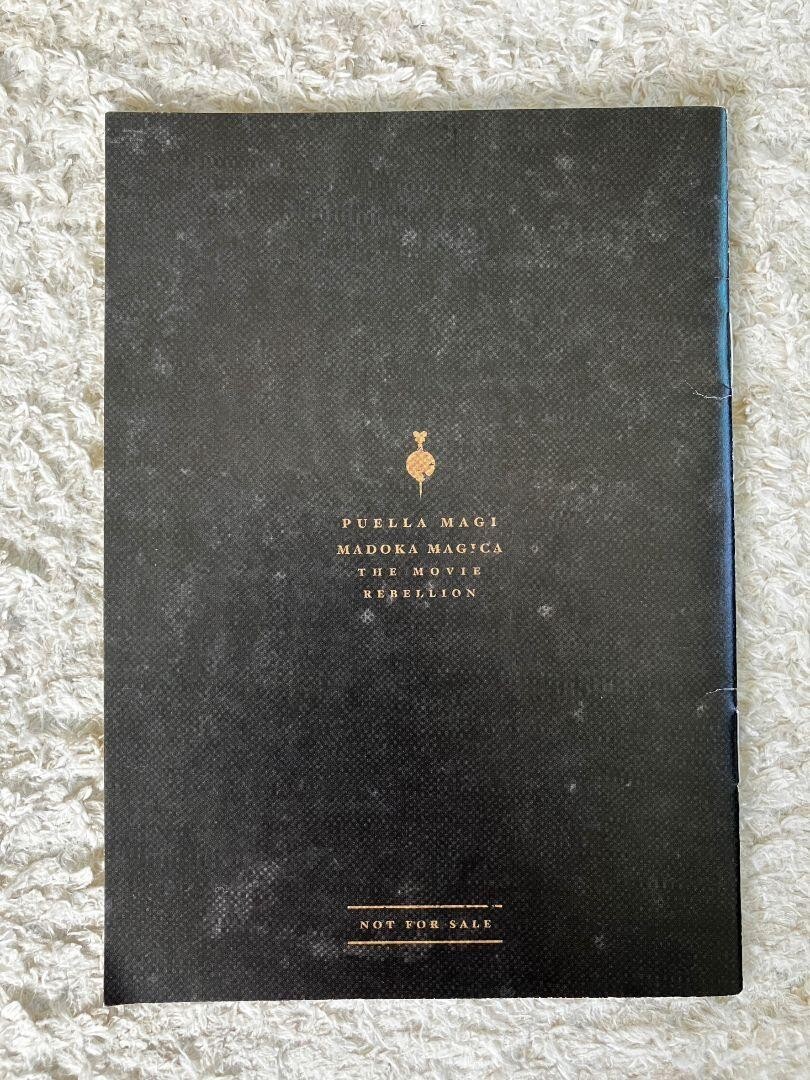 PUELLA MAGI
MADOKA MAGICA
THE MOVIE
REBELLION
NOT FOR SALE